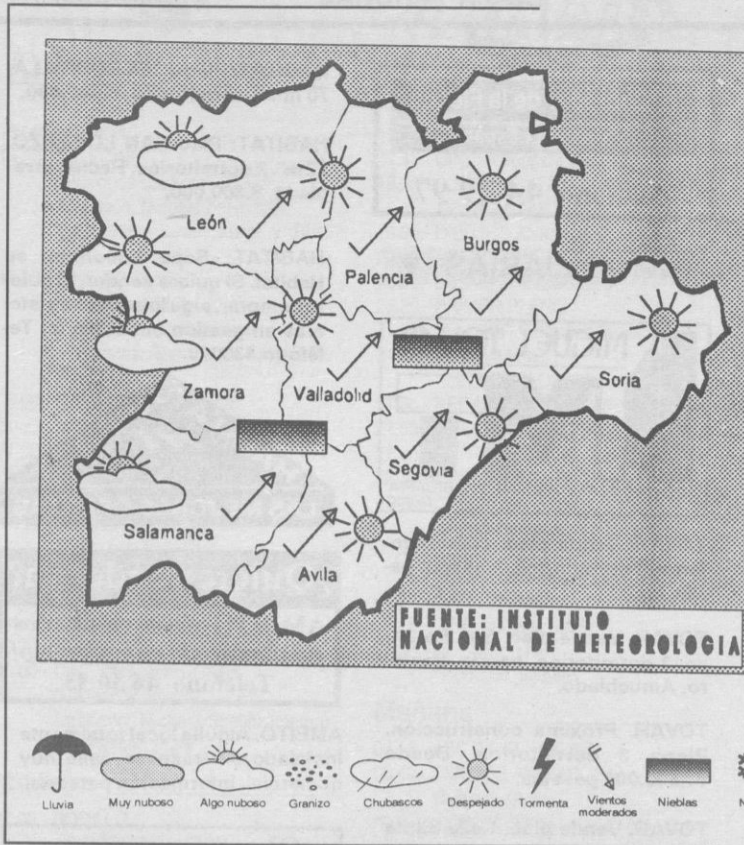 León
Burgos
Palencia
Soria
Zamora
Valladolid
Segovia
Salamanca
Avila
FUENTE: INSTITUTO
NACIONAL DE METEOROLOGIA
Lluvia
Muy nuboso
Algo nuboso
Granizo
Chubascos
Despejado
Tormenta
Vientos
moderados
Nieblas